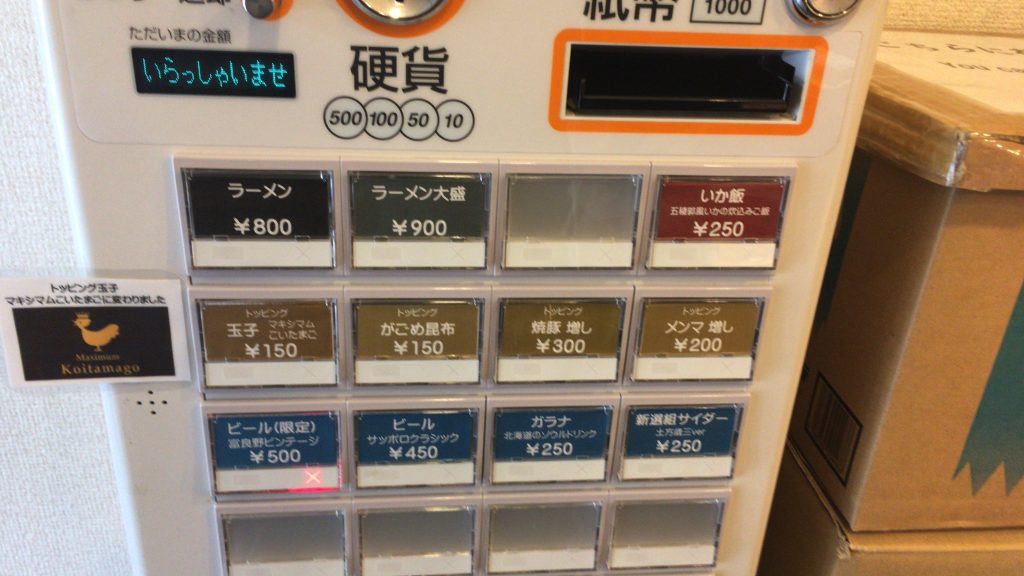 紙幣
1000
ただいまの金額
いらっしゃいませ
硬貨
500 100 50 10
ラーメン
¥800
ラーメン大盛
¥900
いか飯
五稜郭風いかの炊込みご飯
¥250
トッピング玉子
マキシマムこいたまごに変わりました
Maximum
Koitamago
トッピング
玉子 マキシマム
こいたまご
¥150
トッピング
がごめ昆布
¥150
トッピング
焼豚 増し
¥300
トッピング
メンマ 増し
¥200
ビール(限定)
富良野ビンテージ
¥500
×
ビール
サッポロクラシック
¥450
ガラナ
北海道のソウルドリンク
¥250
新選組サイダー
土方歳三ver
¥250